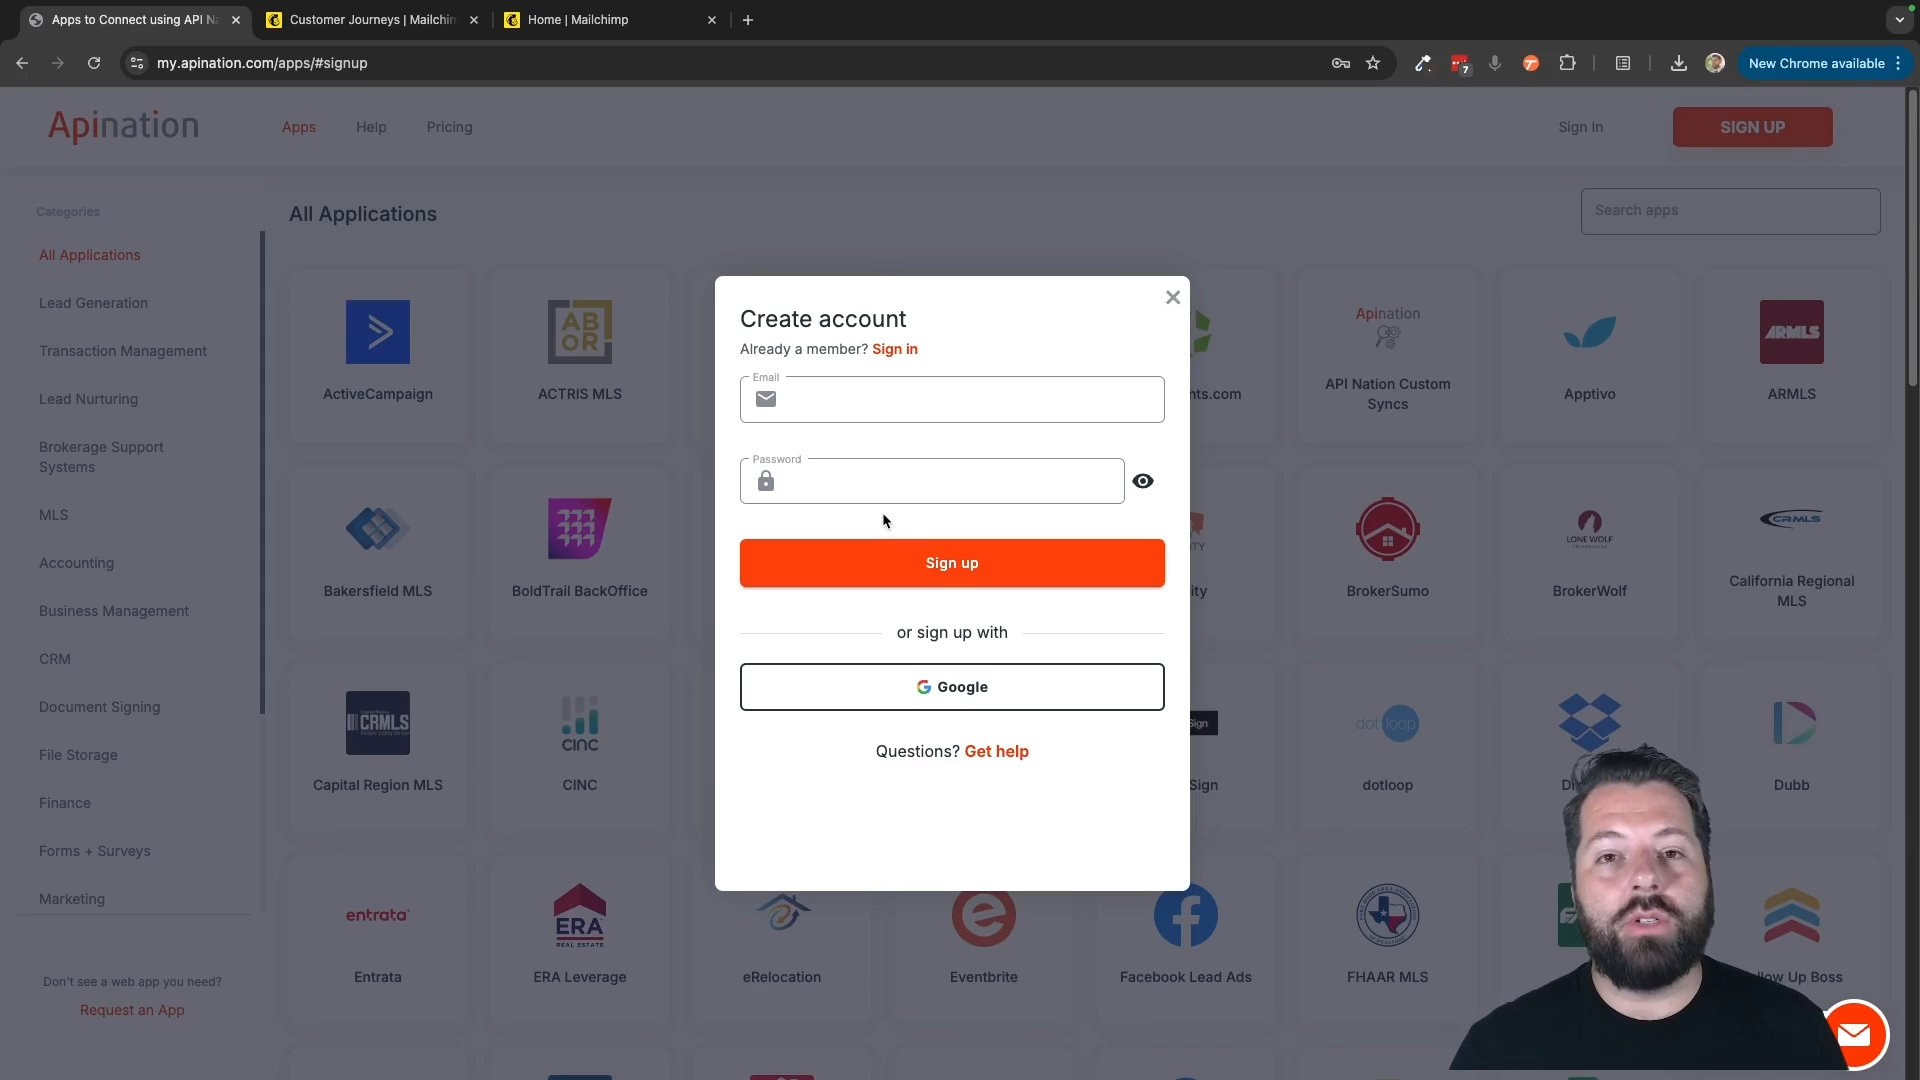 Apps to Connect using API Na
Customer Journeys | Mailchim
Home | Mailchimp
my.apination.com/apps/#signup
7
New Chrome available
Apination
Apps
Help
Pricing
Sign In
SIGN UP
Categories
All Applications
Lead Generation
Transaction Management
Lead Nurturing
Brokerage Support
Systems
MLS
Accounting
Business Management
CRM
Document Signing
File Storage
Finance
Forms + Surveys
Marketing
Don't see a web app you need?
Request an App
All Applications
Search apps
ActiveCampaign
AB
OR
ACTRIS MLS
nts.com
Apination
API Nation Custom
Syncs
Apptivo
ARMLS
ARMLS
Bakersfield MLS
BoldTrail BackOffice
ity
BrokerSumo
LONE WOLF
BrokerWolf
CRMLS
California Regional
MLS
CRMLS
Capital Region MLS
CINC
CINC
Sign
Sign
dotloop
dotloop
Dubb
entrata
Entrata
ERA
REAL ESTATE
ERA Leverage
eRelocation
Eventbrite
Facebook Lead Ads
FHAAR MLS
low Up Boss
Create account
Already a member? Sign in
Email
Password
Sign up
or sign up with
Google
Questions? Get help